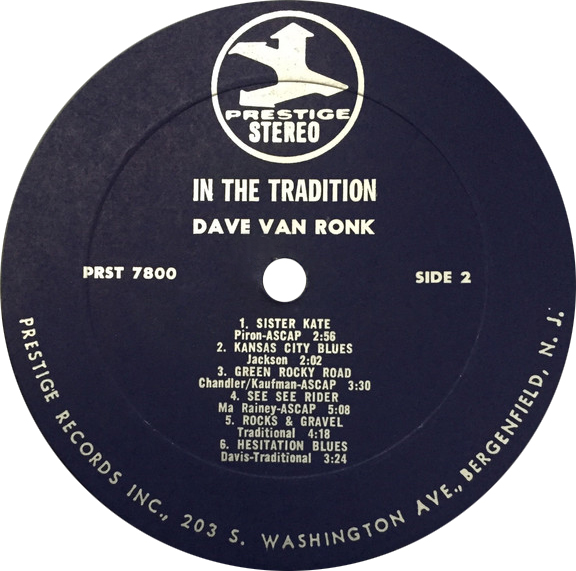 PRESTIGE
STEREO
IN THE TRADITION
DAVE VAN RONK
PRST 7800
SIDE 2
1. SISTER KATE
Piron-ASCAP 2:56
2. KANSAS CITY BLUES
Jackson 2:02
3. GREEN ROCKY ROAD
Chandler/Kaufman-ASCAP 3:30
4. SEE SEE RIDER
Ma Rainey-ASCAP 5:08
5. ROCKS & GRAVEL
Traditional 4:18
6. HESITATION BLUES
Davis-Traditional 3:24
PRESTIGE RECORDS INC., 203 S. WASHINGTON AVE., BERGENFIELD, N. J.